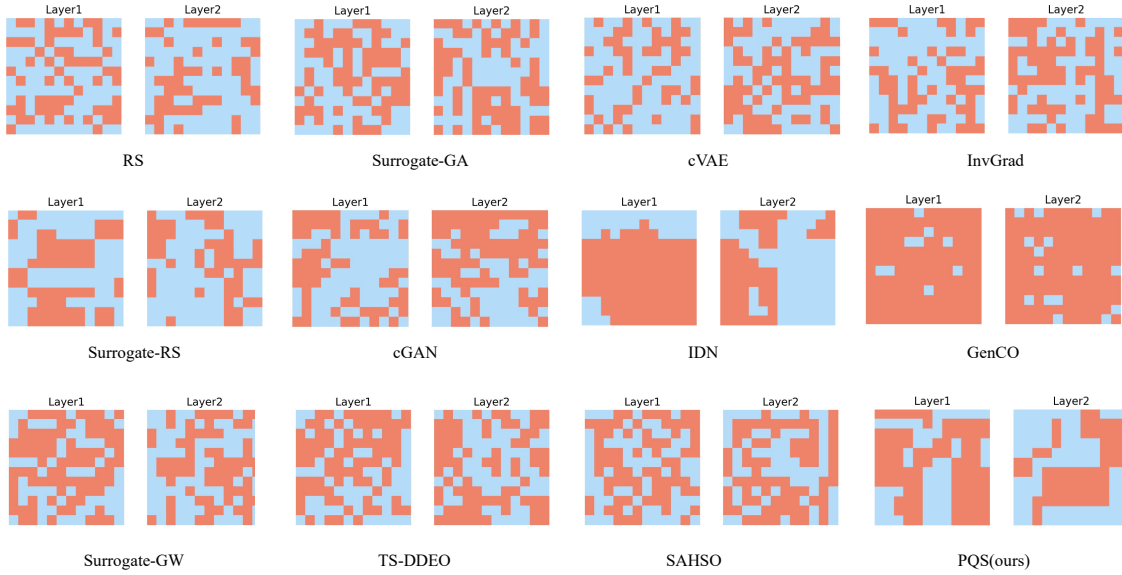 Layer1 Layer2 Layer1 Layer2 Layer1 Layer2 Layer1 Layer2
RS Surrogate-GA cVAE InvGrad
Layer1 Layer2 Layer1 Layer2 Layer1 Layer2 Layer1 Layer2
Surrogate-RS cGAN IDN GenCO
Layer1 Layer2 Layer1 Layer2 Layer1 Layer2 Layer1 Layer2
Surrogate-GW TS-DDEO SAHSO PQS(ours)